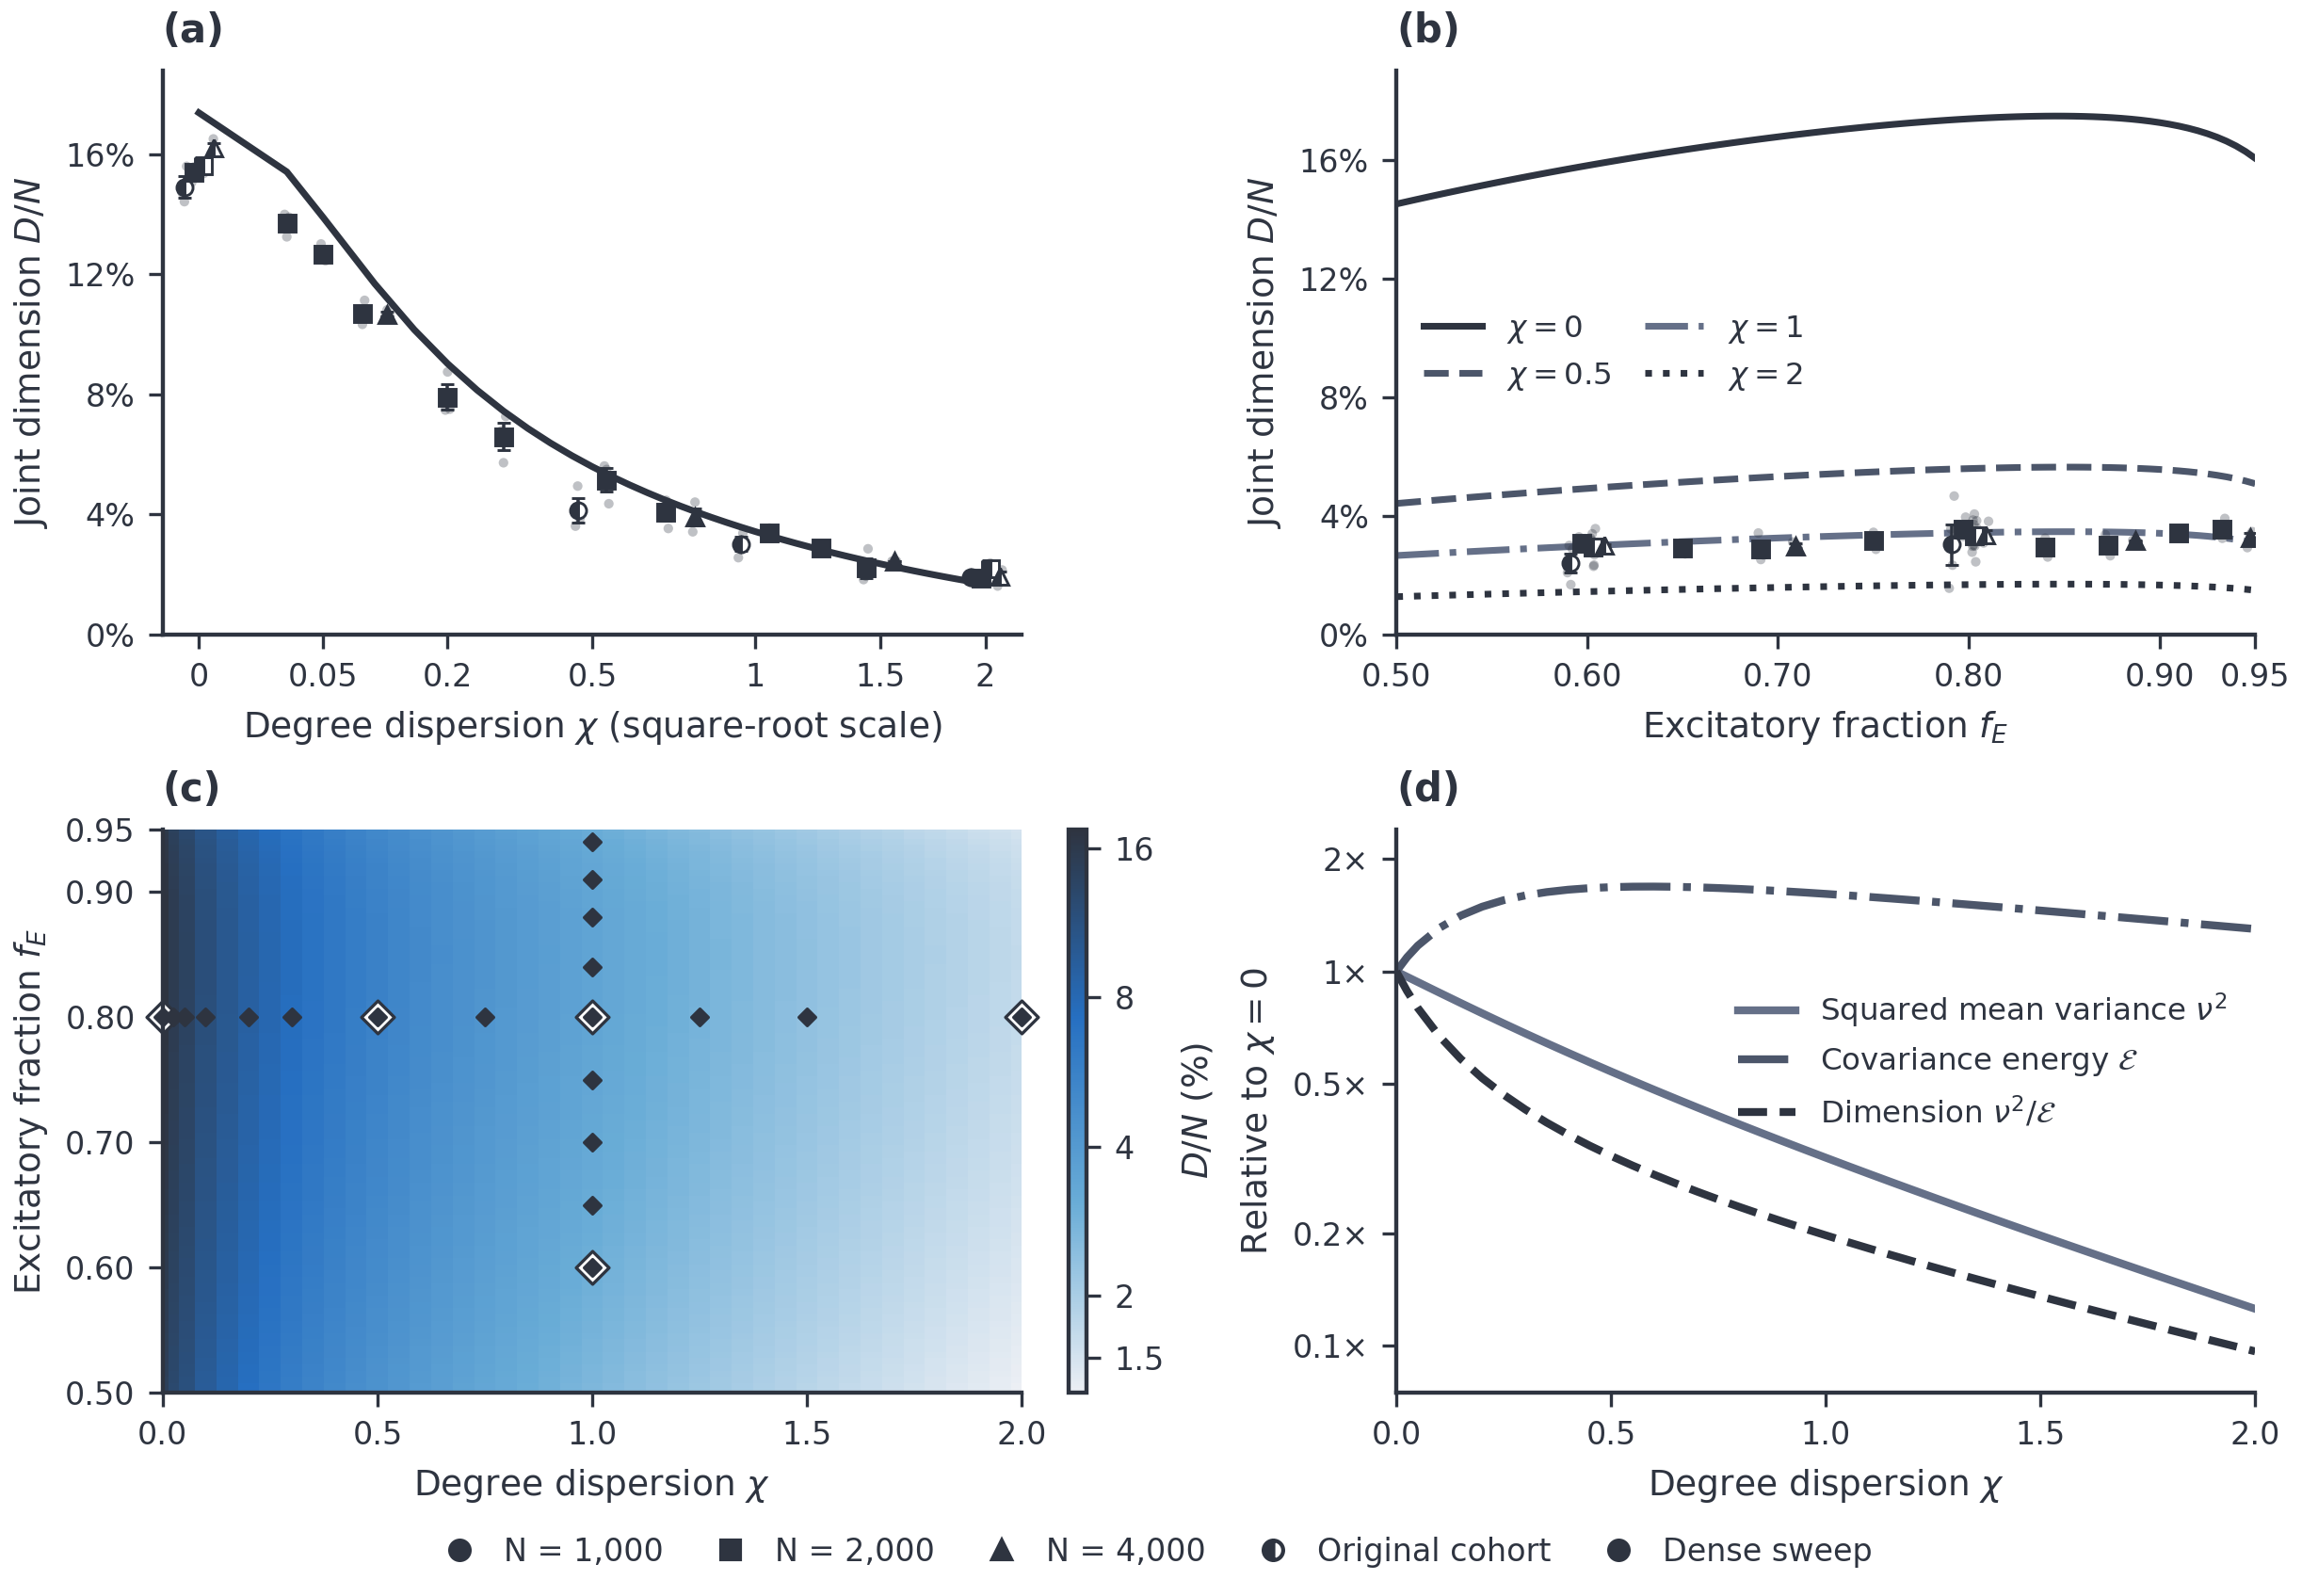 (a)
16%
12%
8%
4%
0%
Joint dimension D/N
0 0.05 0.2 0.5 1 1.5 2
Degree dispersion χ (square-root scale)
(b)
16%
12%
8%
4%
0%
Joint dimension D/N
χ = 0 χ = 1
χ = 0.5 χ = 2
0.50 0.60 0.70 0.80 0.90 0.95
Excitatory fraction f_E
(c)
0.95
0.90
0.80
0.70
0.60
0.50
Excitatory fraction f_E
0.0 0.5 1.0 1.5 2.0
Degree dispersion χ
16
8
4
2
1.5
D/N (%)
(d)
2×
1×
0.5×
0.2×
0.1×
Relative to χ = 0
Squared mean variance ν²
Covariance energy ℰ
Dimension ν²/ℰ
0.0 0.5 1.0 1.5 2.0
Degree dispersion χ
N = 1,000 N = 2,000 N = 4,000 Original cohort Dense sweep